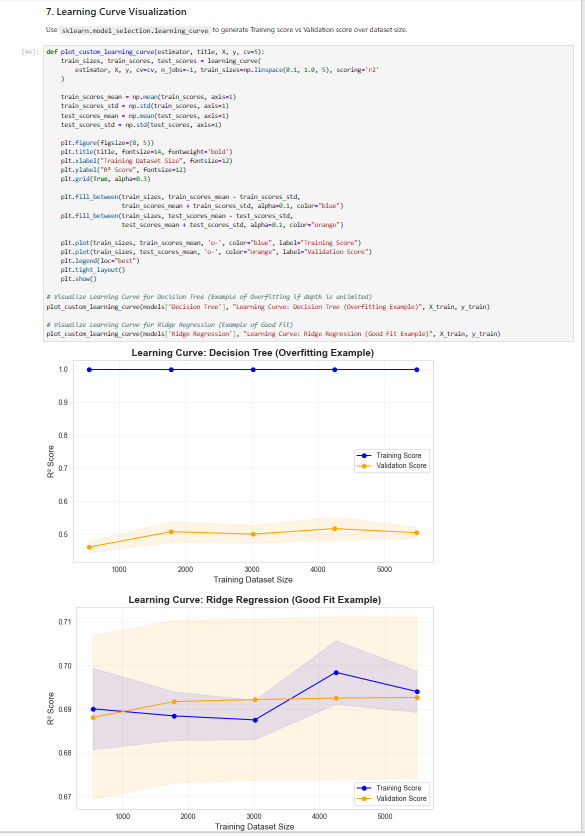 7. Learning Curve Visualization
Use sklearn.model_selection.learning_curve to generate Training score vs Validation score over dataset size.
[46]: def plot_custom_learning_curve(estimator, title, X, y, cv=5):
train_sizes, train_scores, test_scores = learning_curve(
estimator, X, y, cv=cv, n_jobs=-1, train_sizes=np.linspace(0.1, 1.0, 5), scoring='r2'
)
train_scores_mean = np.mean(train_scores, axis=1)
train_scores_std = np.std(train_scores, axis=1)
test_scores_mean = np.mean(test_scores, axis=1)
test_scores_std = np.std(test_scores, axis=1)
plt.figure(figsize=(8, 5))
plt.title(title, fontsize=14, fontweight='bold')
plt.xlabel("Training Dataset Size", fontsize=12)
plt.ylabel("R² Score", fontsize=12)
plt.grid(True, alpha=0.3)
plt.fill_between(train_sizes, train_scores_mean - train_scores_std,
train_scores_mean + train_scores_std, alpha=0.1, color="blue")
plt.fill_between(train_sizes, test_scores_mean - test_scores_std,
test_scores_mean + test_scores_std, alpha=0.1, color="orange")
plt.plot(train_sizes, train_scores_mean, 'o-', color="blue", label="Training Score")
plt.plot(train_sizes, test_scores_mean, 'o-', color="orange", label="Validation Score")
plt.legend(loc="best")
plt.tight_layout()
plt.show()
# Visualize Learning Curve for Decision Tree (Example of Overfitting if depth is unlimited)
plot_custom_learning_curve(models['Decision Tree'], "Learning Curve: Decision Tree (Overfitting Example)", X_train, y_train)
# Visualize Learning Curve for Ridge Regression (Example of Good Fit)
plot_custom_learning_curve(models['Ridge Regression'], "Learning Curve: Ridge Regression (Good Fit Example)", X_train, y_train)
Learning Curve: Decision Tree (Overfitting Example)
1.0
0.9
0.8
0.7
0.6
0.5
R² Score
Training Score
Validation Score
1000 2000 3000 4000 5000
Training Dataset Size
Learning Curve: Ridge Regression (Good Fit Example)
0.71
0.70
0.69
0.68
0.67
R² Score
Training Score
Validation Score
1000 2000 3000 4000 5000
Training Dataset Size